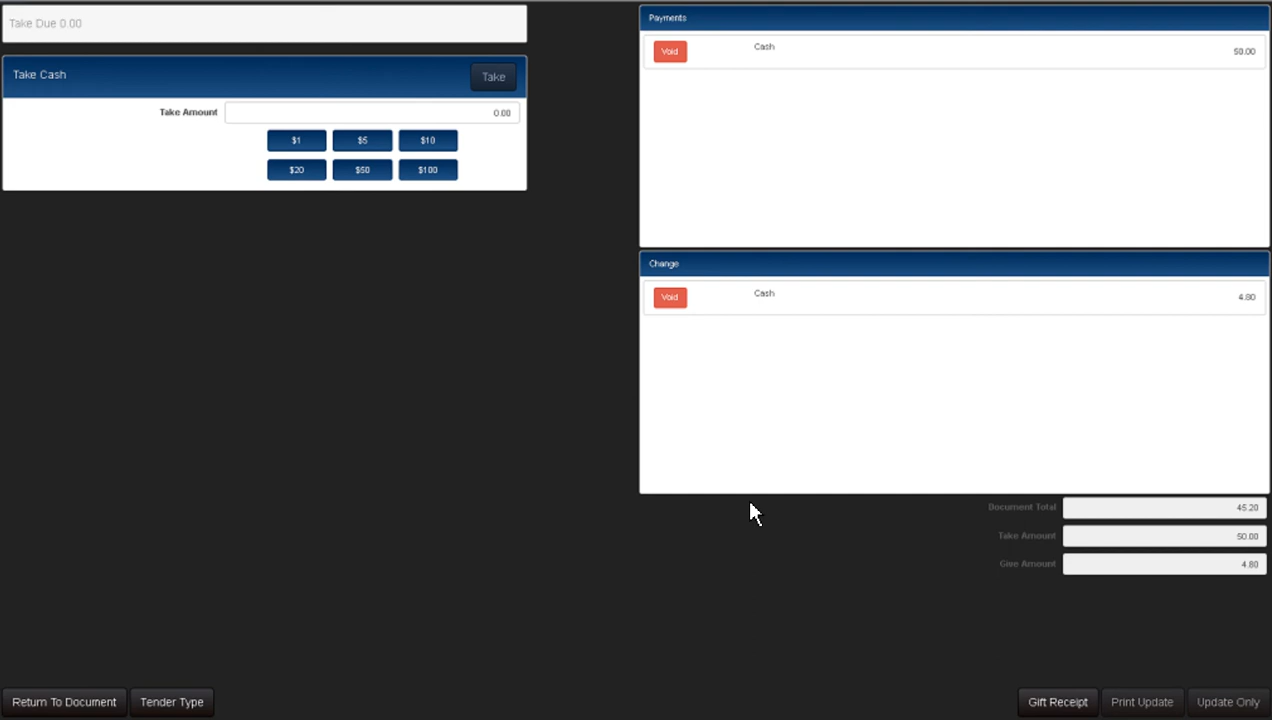 Take Due 0.00
Take Cash
Take
Take Amount
0.00
$1
$5
$10
$20
$50
$100
Payments
Void
Cash
50.00
Change
Void
Cash
4.80
Document Total
45.20
Take Amount
50.00
Give Amount
4.80
Return To Document
Tender Type
Gift Receipt
Print Update
Update Only